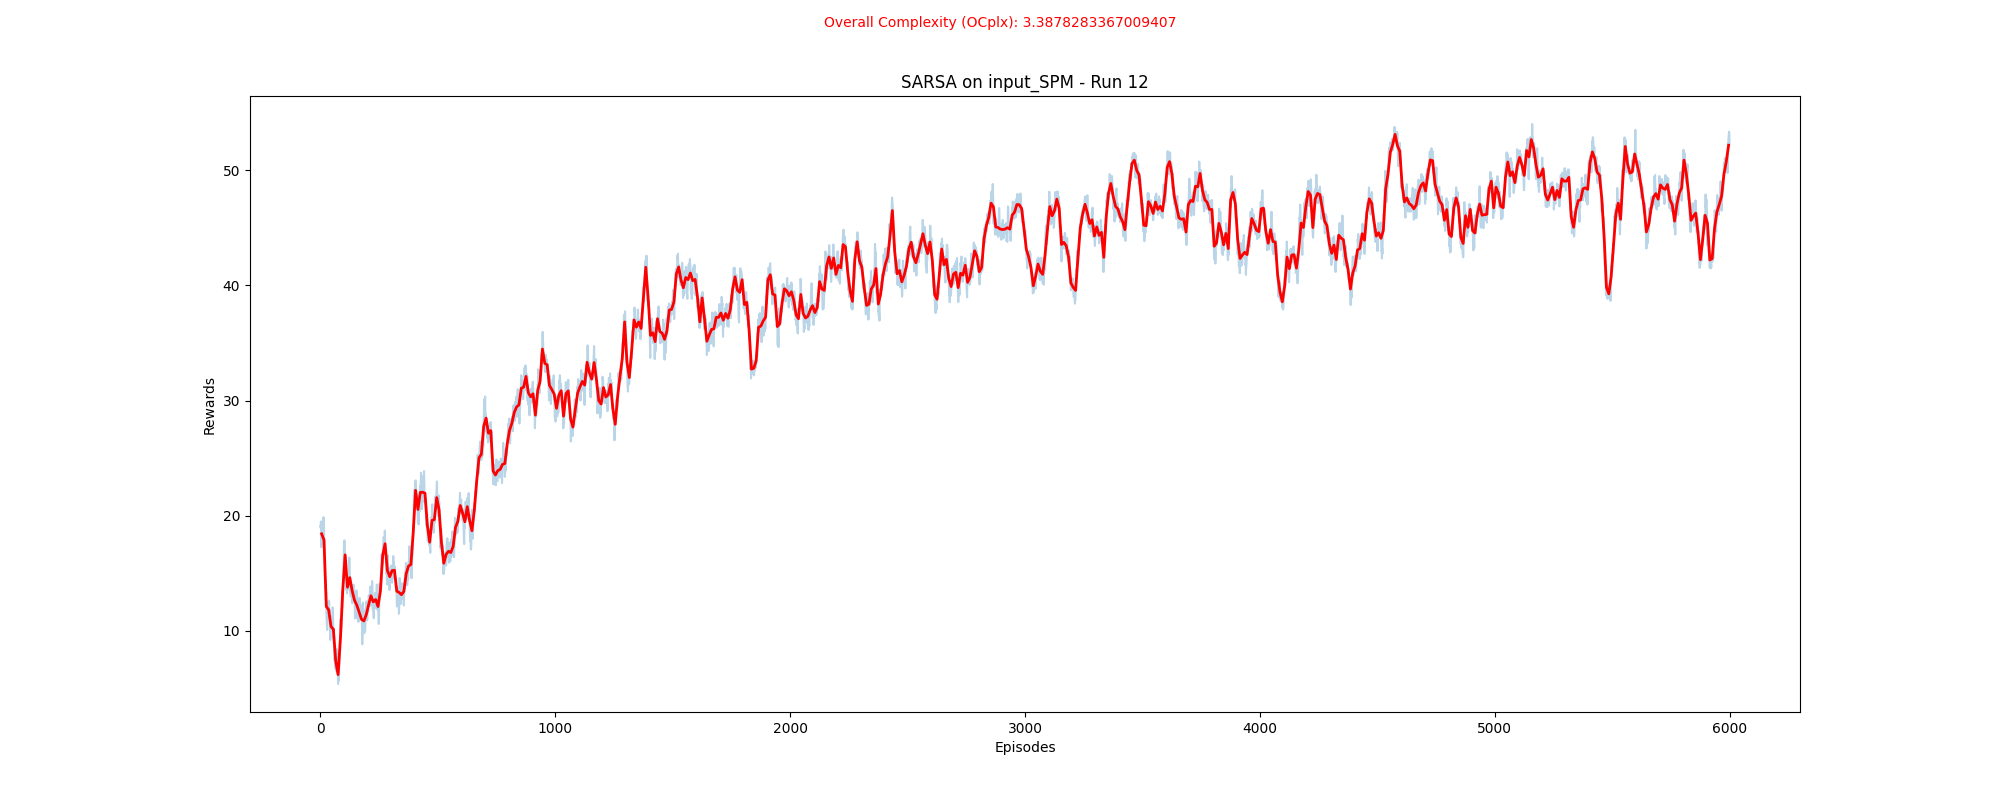 Overall Complexity (OCplx): 3.3878283367009407
SARSA on input_SPM - Run 12
50
40
30
20
10
Rewards
0 1000 2000 3000 4000 5000 6000
Episodes